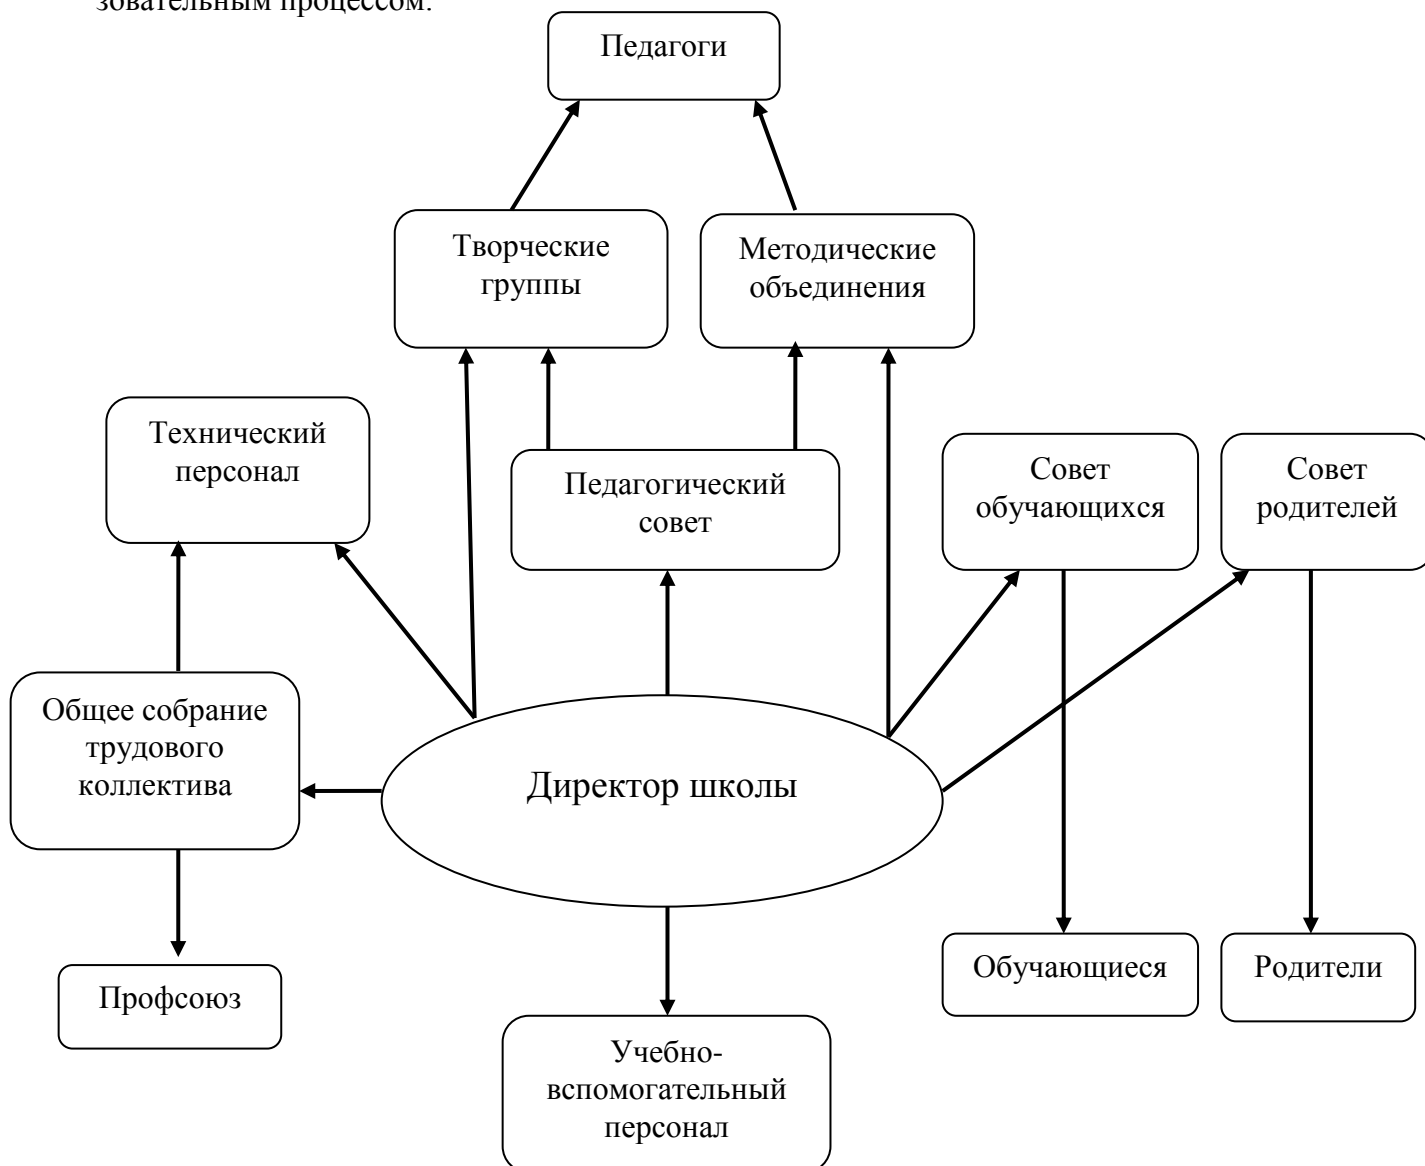 зовательным процессом.
Педагоги
Творческие
группы
Методические
объединения
Технический
персонал
Педагогический
совет
Совет
обучающихся
Совет
родителей
Общее собрание
трудового
коллектива
Директор школы
Профсоюз
Обучающиеся
Родители
Учебно-
вспомогательный
персонал